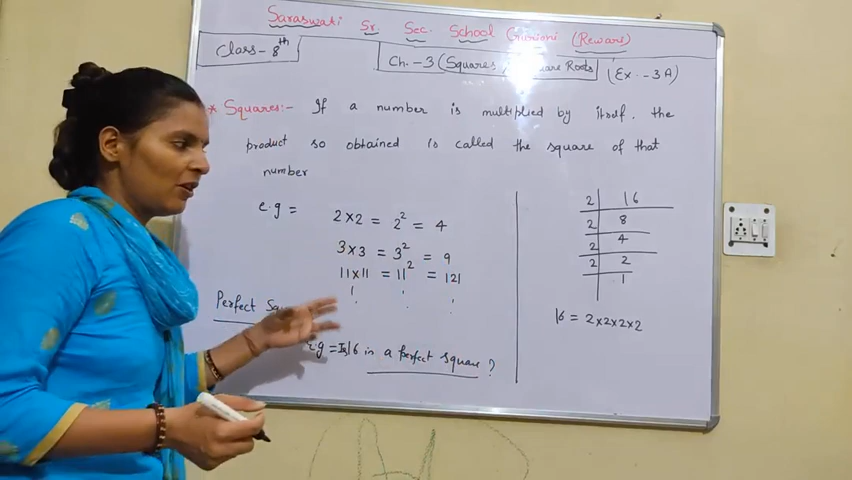 Saraswati Sr. Sec. School Gurioni (Rewari)
Class- 8th
Ch. -3 (Squares / Square Roots) (Ex. -3A)
* Squares:- If a number is multiplied by itself. the
product so obtained is called the square of that
number
e.g = 2×2 = 2² = 4
3×3 = 3² = 9
11×11 = 11² = 121
Perfect
e.g = Is 16 is a perfect square?
2 | 16
2 | 8
2 | 4
2 | 2
1
16 = 2×2×2×2